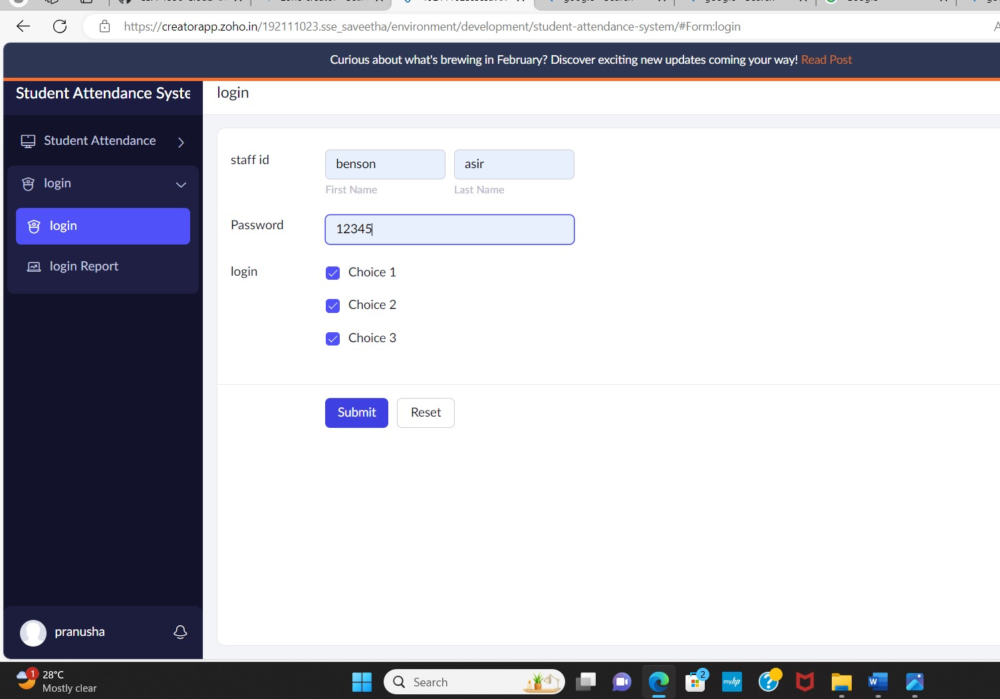 https://creatorapp.zoho.in/192111023.sse_saveetha/environment/development/student-attendance-system/#Form:login
Curious about what's brewing in February? Discover exciting new updates coming your way! Read Post
Student Attendance Syste
login
Student Attendance
login
login
login Report
staff id
benson
asir
First Name
Last Name
Password
12345
login
Choice 1
Choice 2
Choice 3
Submit
Reset
pranusha
1
28°C
Mostly clear
Search
2
myhp
W